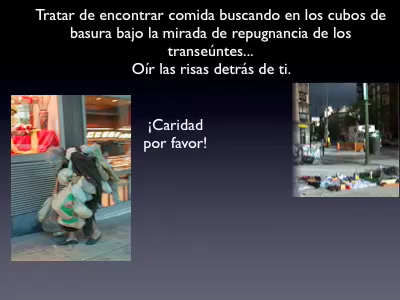 Tratar de encontrar comida buscando en los cubos de
basura bajo la mirada de repugnancia de los
transeúntes...
Oír las risas detrás de ti.
¡Caridad
por favor!